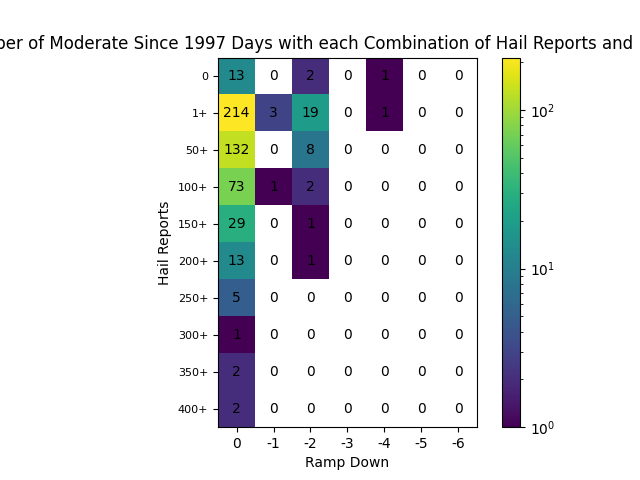 ber of Moderate Since 1997 Days with each Combination of Hail Reports and
0 13 0 2 0 1 0 0
1+ 214 3 19 0 1 0 0
50+ 132 0 8 0 0 0 0
100+ 73 1 2 0 0 0 0
150+ 29 0 1 0 0 0 0
200+ 13 0 1 0 0 0 0
250+ 5 0 0 0 0 0 0
300+ 1 0 0 0 0 0 0
350+ 2 0 0 0 0 0 0
400+ 2 0 0 0 0 0 0
0 -1 -2 -3 -4 -5 -6
Ramp Down
Hail Reports
10²
10¹
10⁰